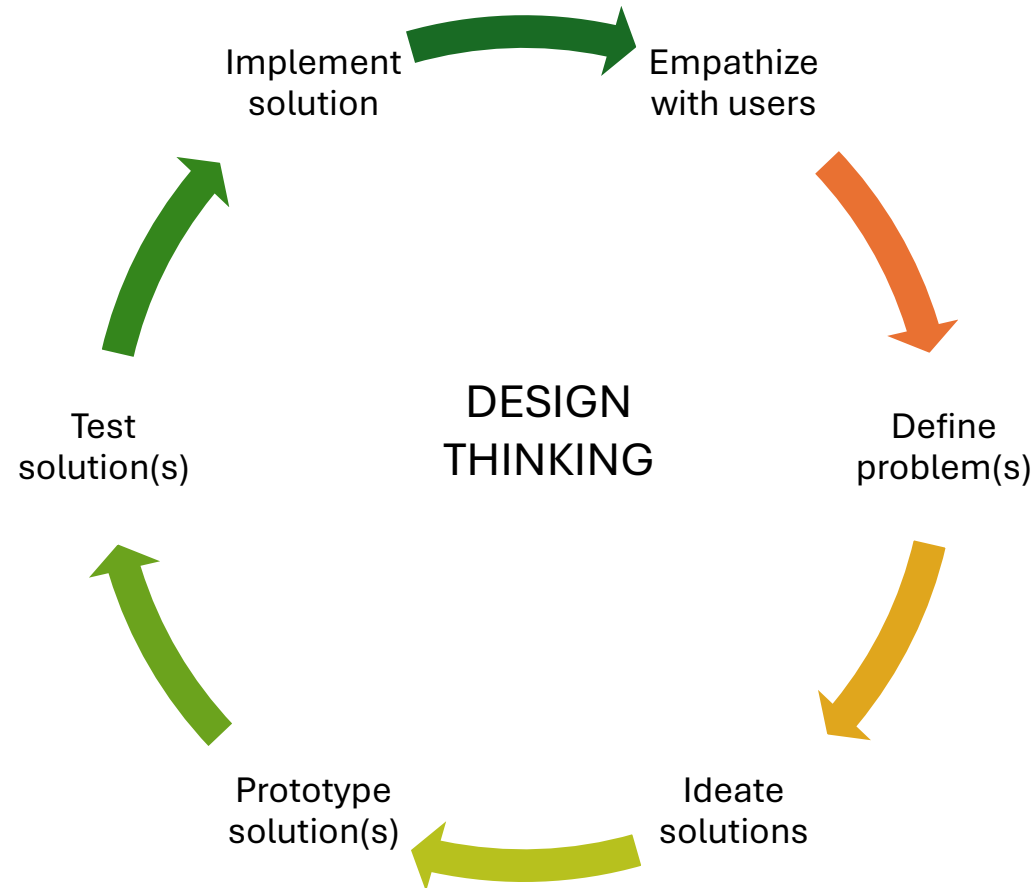 Implement
solution
Empathize
with users
DESIGN
THINKING
Test
solution(s)
Define
problem(s)
Prototype
solution(s)
Ideate
solutions